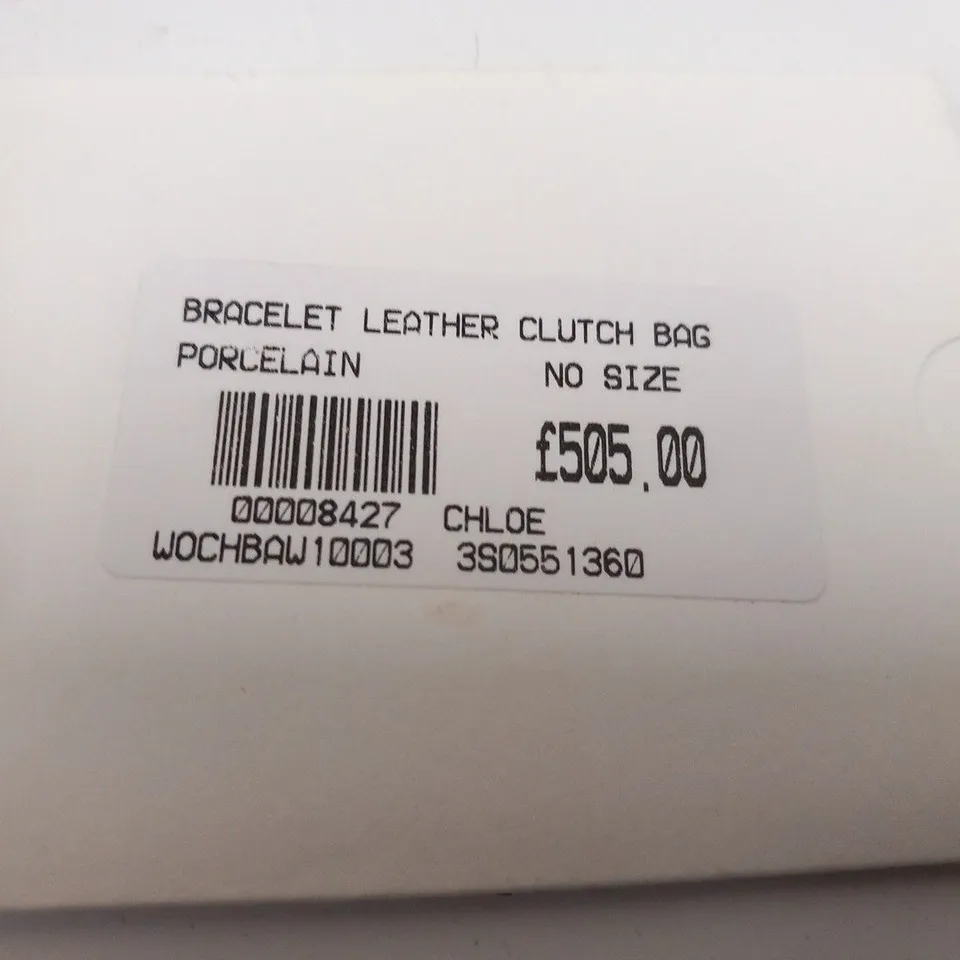 BRACELET LEATHER CLUTCH BAG
PORCELAIN NO SIZE
£505.00
00008427 CHLOE
WOCHBAW10003 3S0551360